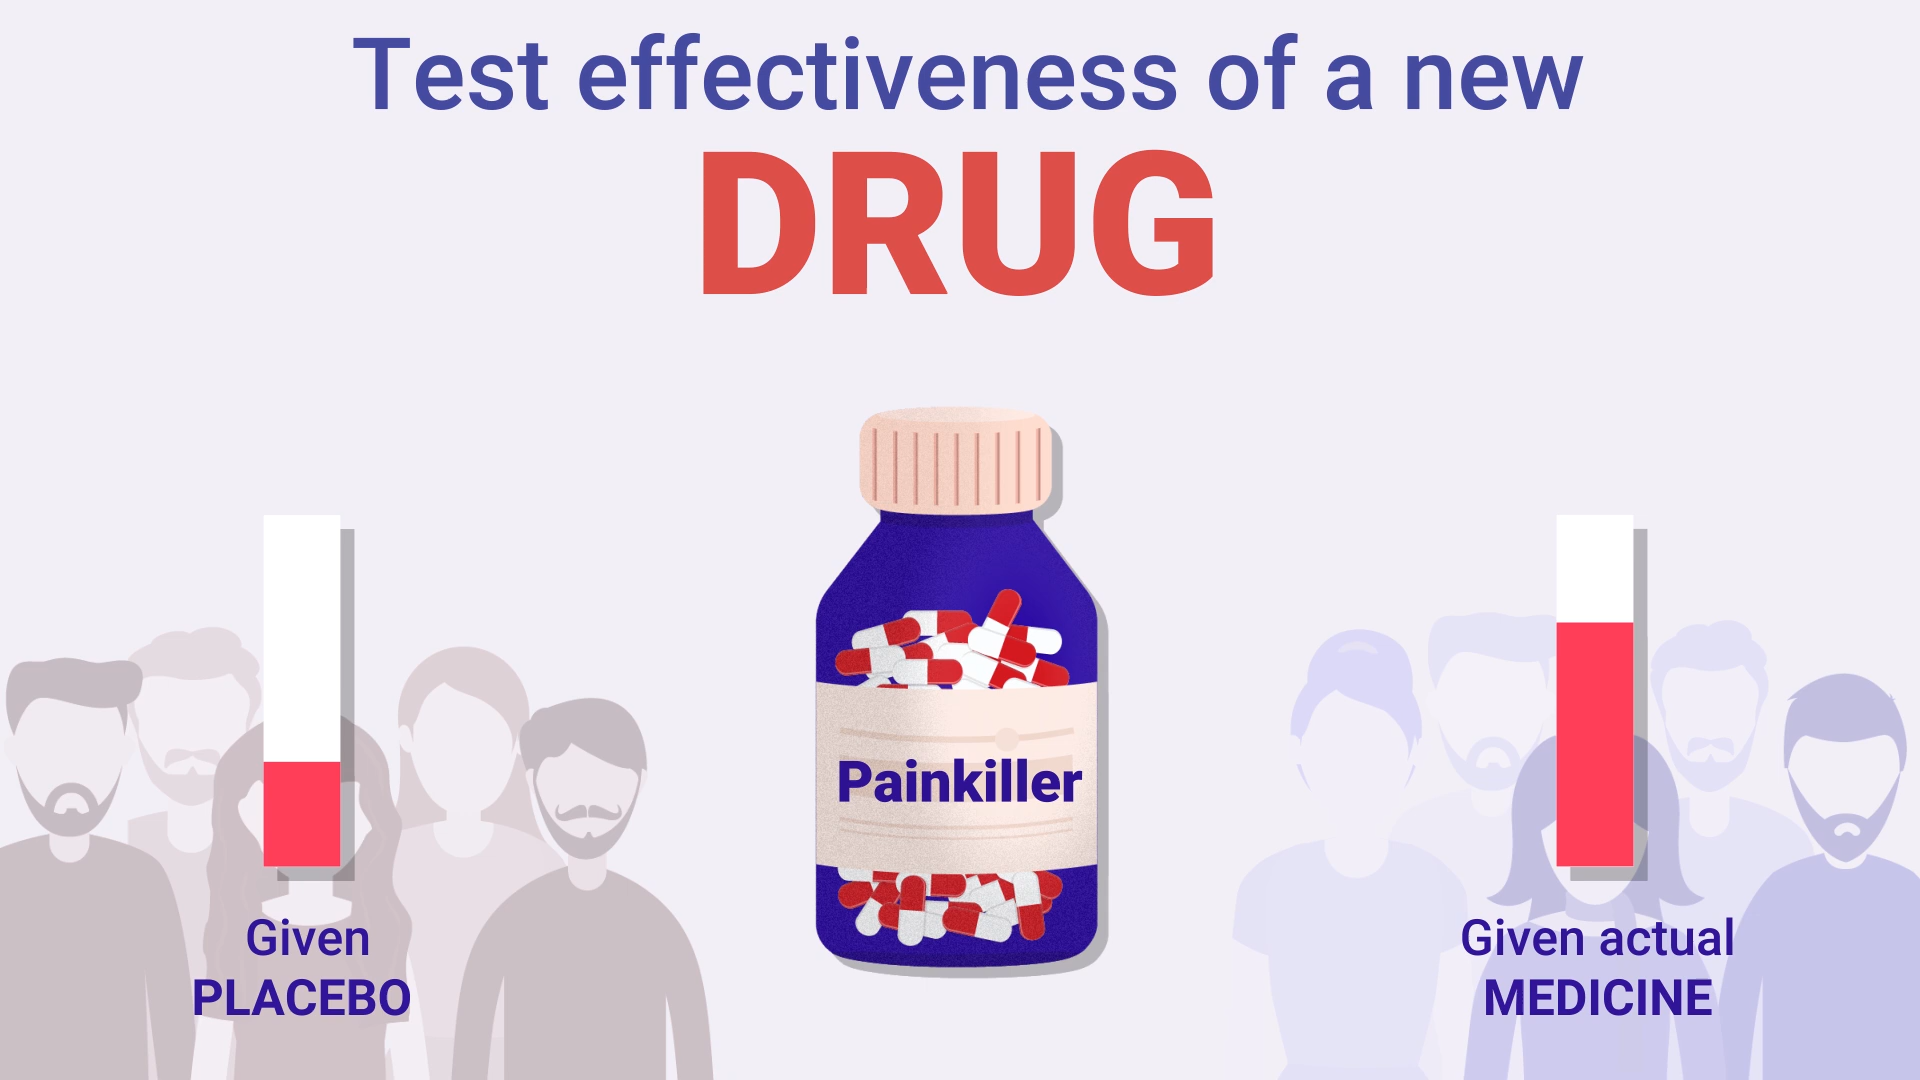 Test effectiveness of a new
DRUG
Painkiller
Given
PLACEBO
Given actual
MEDICINE